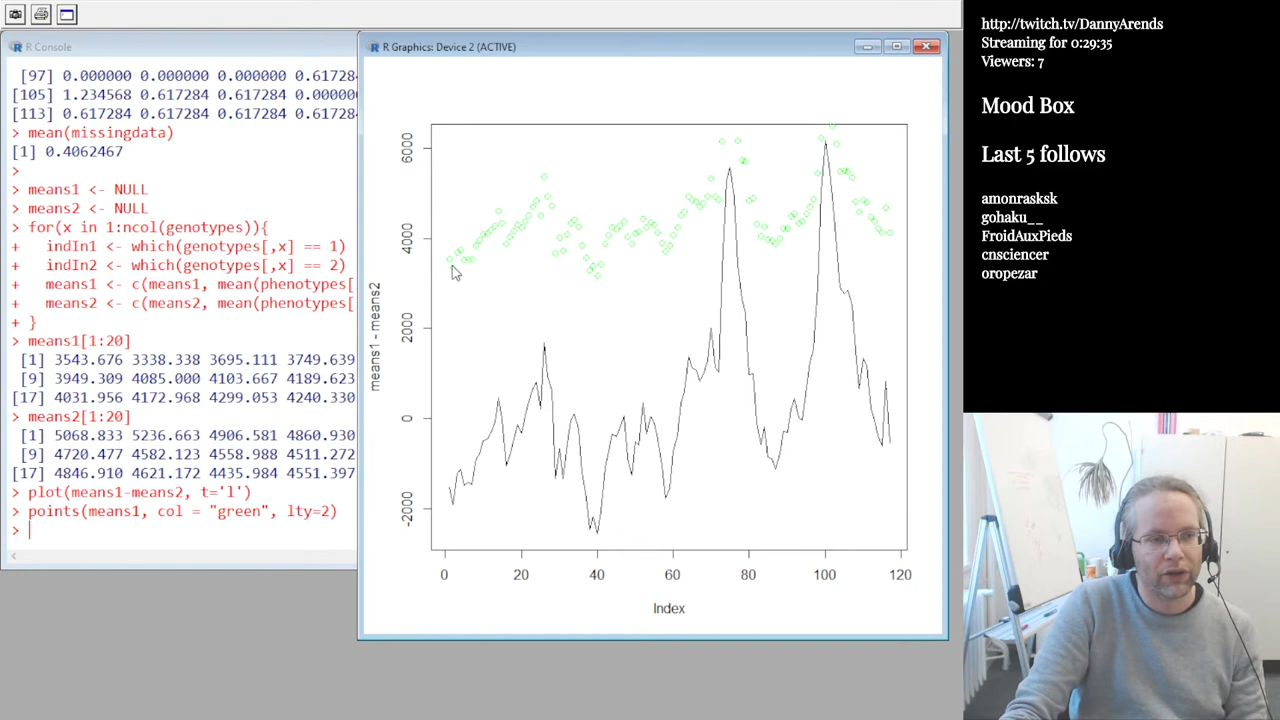 R Console
[97] 0.000000 0.000000 0.000000 0.61728
[105] 1.234568 0.617284 0.617284 0.00000
[113] 0.617284 0.617284 0.617284 0.61728
> mean(missingdata)
[1] 0.4062467
>
> means1 <- NULL
> means2 <- NULL
> for(x in 1:ncol(genotypes)){
+ indIn1 <- which(genotypes[,x] == 1)
+ indIn2 <- which(genotypes[,x] == 2)
+ means1 <- c(means1, mean(phenotypes[
+ means2 <- c(means2, mean(phenotypes[
+ }
> means1[1:20]
[1] 3543.676 3338.338 3695.111 3749.639
[9] 3949.309 4085.000 4103.667 4189.623
[17] 4031.956 4172.968 4299.053 4240.330
> means2[1:20]
[1] 5068.833 5236.663 4906.581 4860.930
[9] 4720.477 4582.123 4558.988 4511.272
[17] 4846.910 4621.172 4435.984 4551.397
> plot(means1-means2, t='l')
> points(means1, col = "green", lty=2)
>
R Graphics: Device 2 (ACTIVE)
6000
4000
2000
0
-2000
means1 - means2
0 20 40 60 80 100 120
Index
http://twitch.tv/DannyArends
Streaming for 0:29:35
Viewers: 7
Mood Box
Last 5 follows
amonrasksk
gohaku__
FroidAuxPieds
cnsciencer
oropezar